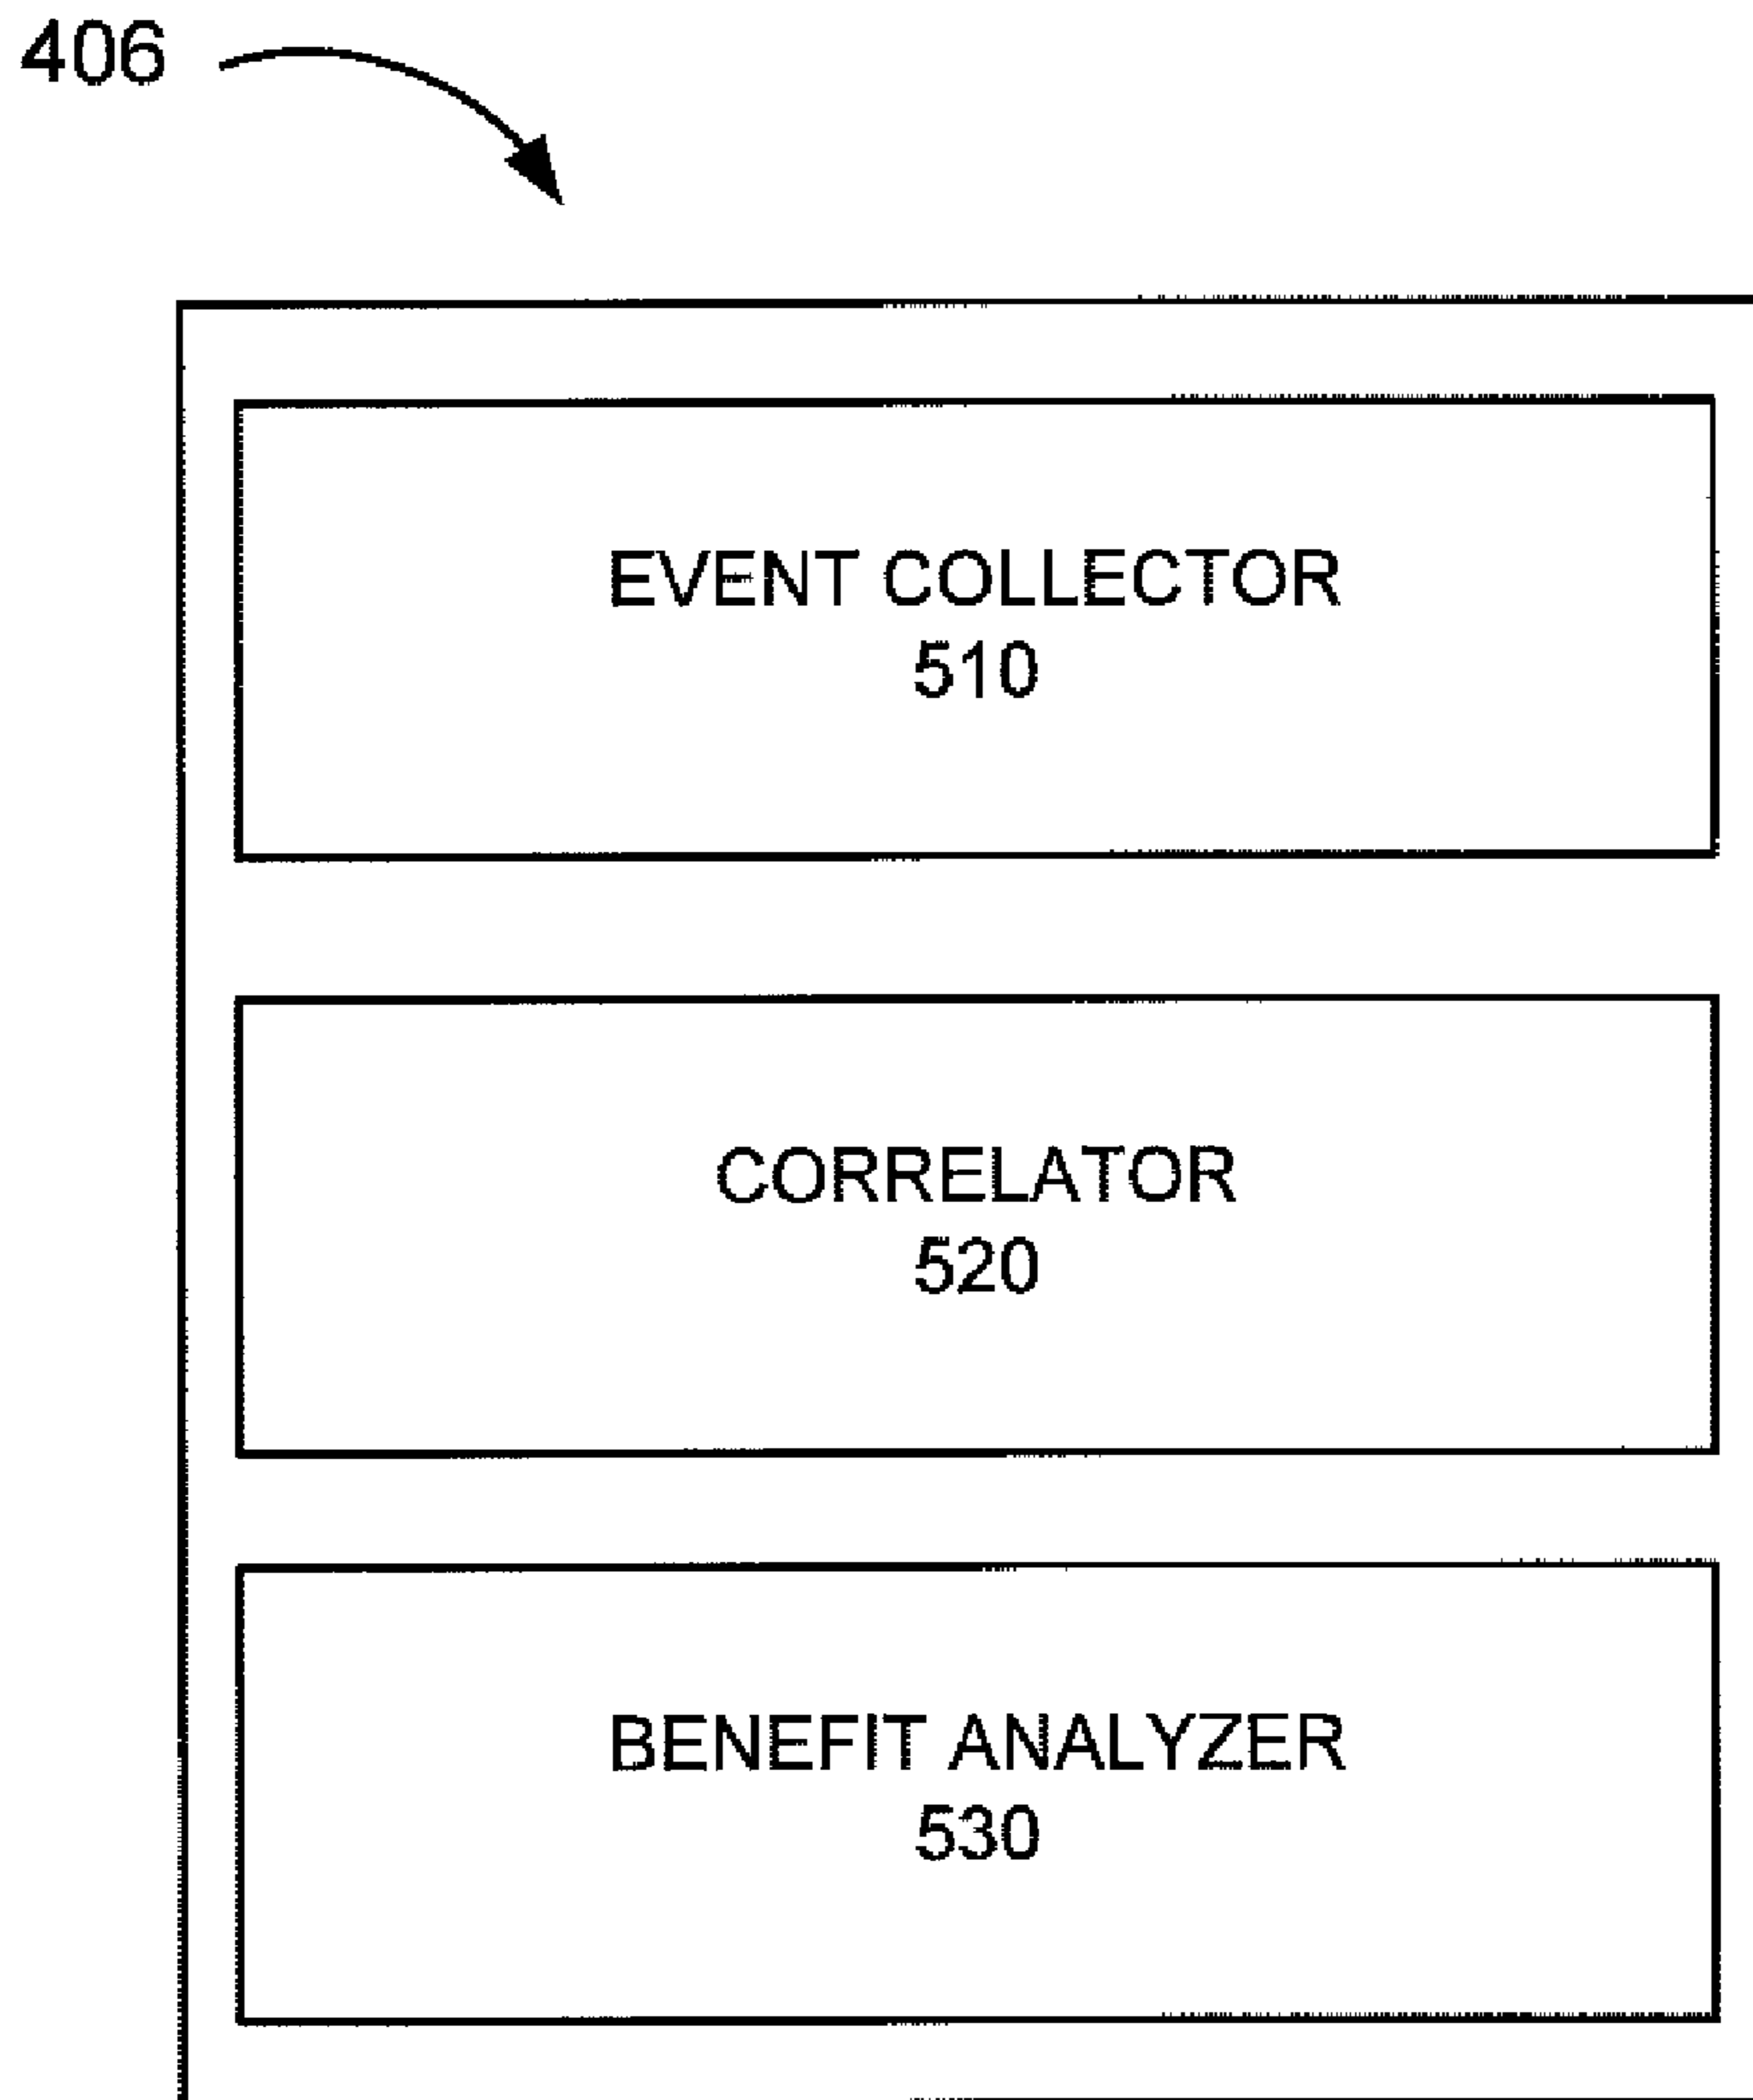 406
EVENT COLLECTOR
510
CORRELATOR
520
BENEFIT ANALYZER
530